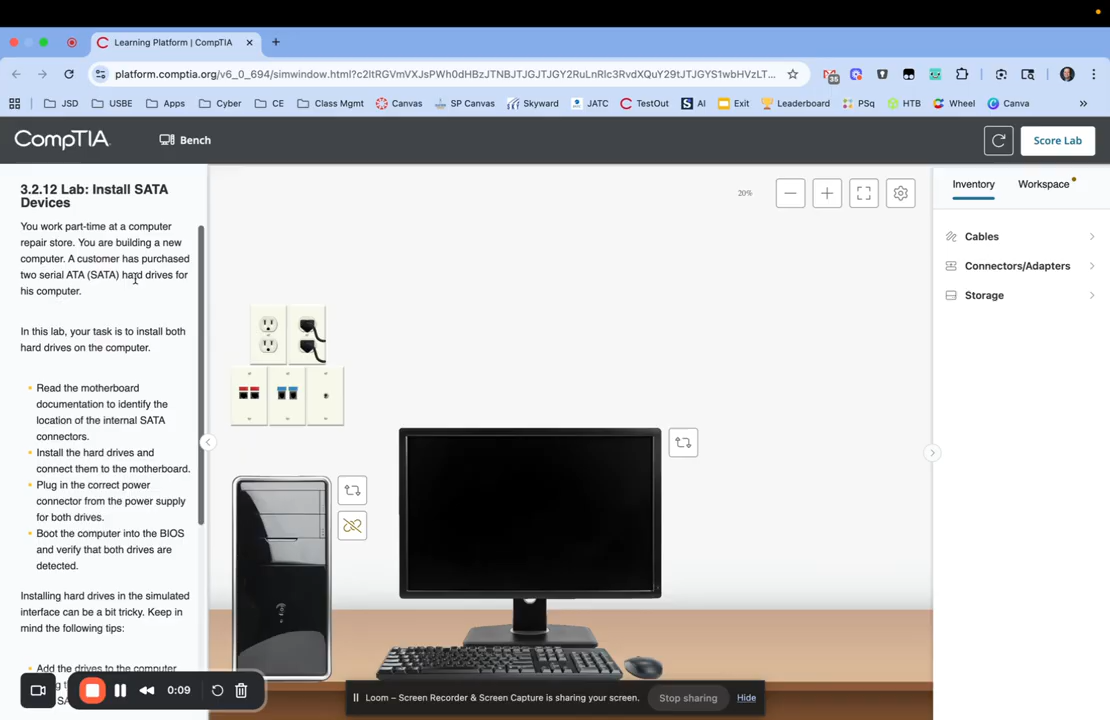 Learning Platform | CompTIA
platform.comptia.org/v6_0_694/simwindow.html?c2ltRGVmVXJsPWh0dHBzJTNBJTJGJTJGY2RuLnRlc3RvdXQuY29tJTJGYS1wbHVzLT...
35
JSD
USBE
Apps
Cyber
CE
Class Mgmt
Canvas
SP Canvas
Skyward
JATC
TestOut
AI
Exit
Leaderboard
PSq
HTB
Wheel
Canva
CompTIA
Bench
Score Lab
3.2.12 Lab: Install SATA
Devices
You work part-time at a computer
repair store. You are building a new
computer. A customer has purchased
two serial ATA (SATA) hard drives for
his computer.
In this lab, your task is to install both
hard drives on the computer.
Read the motherboard
documentation to identify the
location of the internal SATA
connectors.
Install the hard drives and
connect them to the motherboard.
Plug in the correct power
connector from the power supply
for both drives.
Boot the computer into the BIOS
and verify that both drives are
detected.
Installing hard drives in the simulated
interface can be a bit tricky. Keep in
mind the following tips:
Add the drives to the computer
20%
Inventory
Workspace
Cables
Connectors/Adapters
Storage
0:09
Loom – Screen Recorder & Screen Capture is sharing your screen.
Stop sharing
Hide